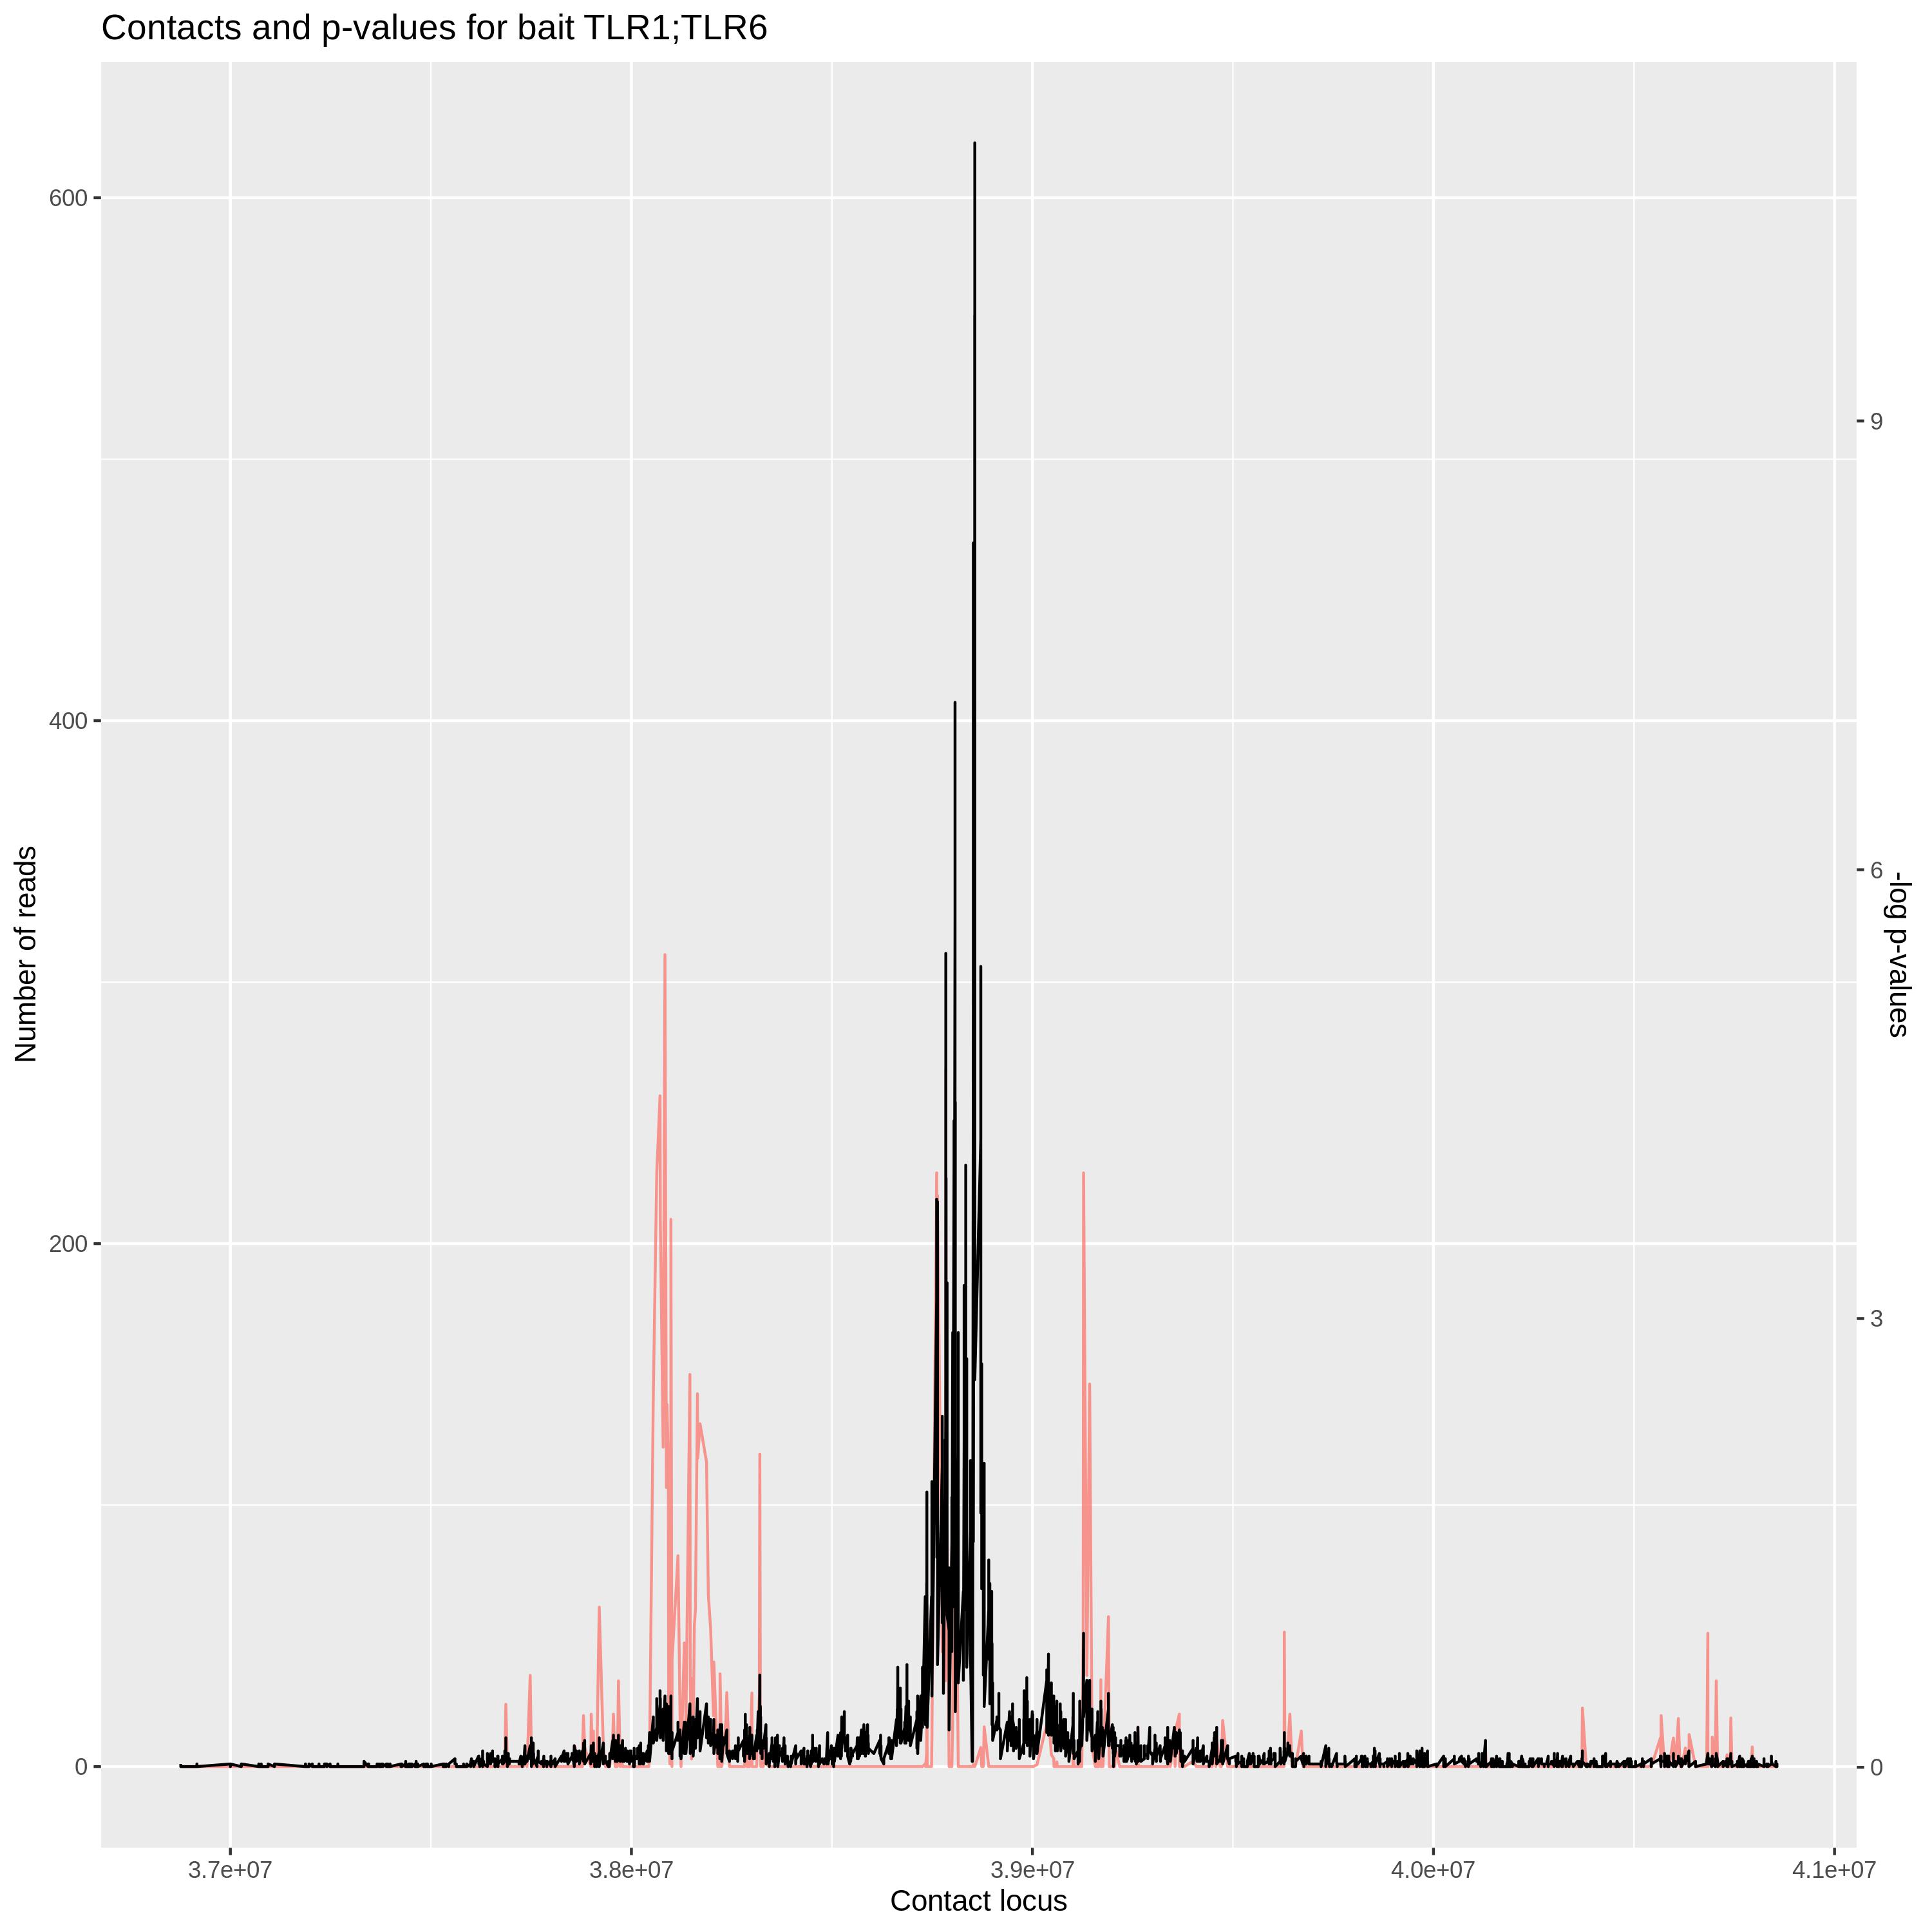 Contacts and p-values for bait TLR1;TLR6
600
400
200
0
Number of reads
9
6
3
0
-log p-values
3.7e+07 3.8e+07 3.9e+07 4.0e+07 4.1e+07
Contact locus